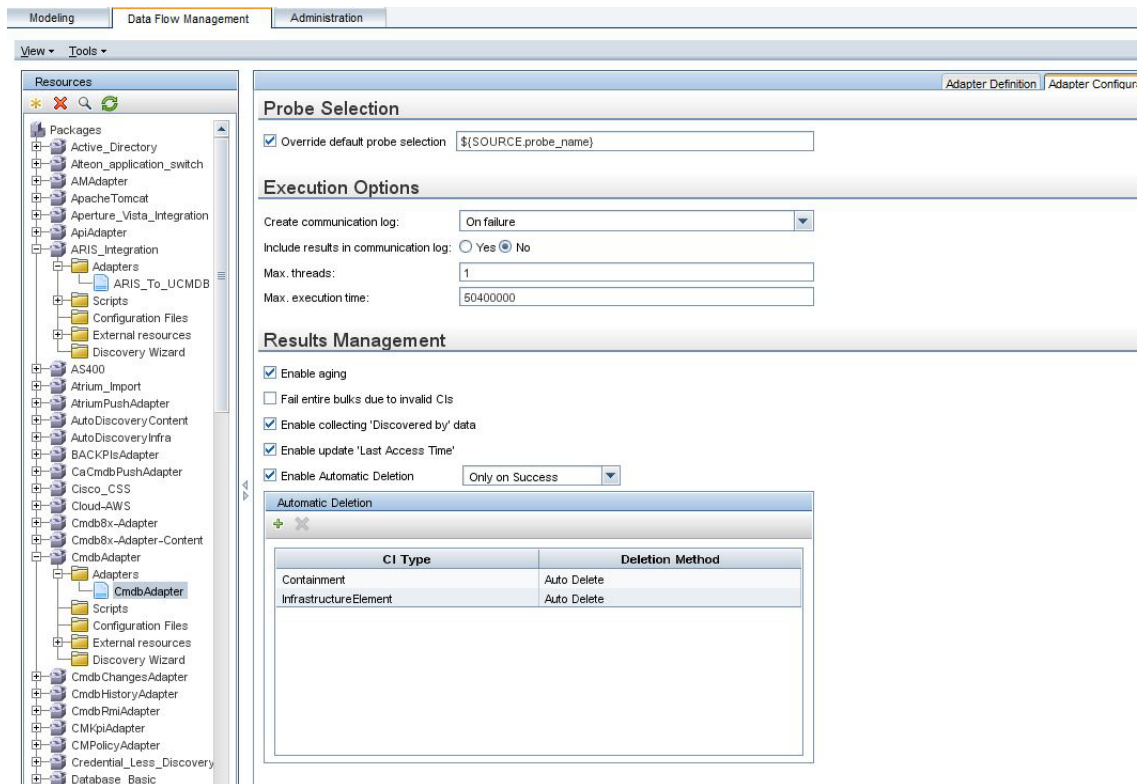 Modeling
Data Flow Management
Administration
View
Tools
Resources
Packages
Active_Directory
Alteon_application_switch
AMAdapter
ApacheTomcat
Aperture_Vista_Integration
ApiAdapter
ARIS_Integration
Adapters
ARIS_To_UCMDB
Scripts
Configuration Files
External resources
Discovery Wizard
AS400
Atrium_Import
AtriumPushAdapter
AutoDiscoveryContent
AutoDiscoveryInfra
BACKPIsAdapter
CaCmdbPushAdapter
Cisco_CSS
Cloud-AWS
Cmdb8x-Adapter
Cmdb8x-Adapter-Content
CmdbAdapter
Adapters
CmdbAdapter
Scripts
Configuration Files
External resources
Discovery Wizard
CmdbChangesAdapter
CmdbHistoryAdapter
CmdbRmiAdapter
CMKpiAdapter
CMPolicyAdapter
Credential_Less_Discovery
Database_Basic
Adapter Definition
Adapter Configura
Probe Selection
Override default probe selection ${SOURCE.probe_name}
Execution Options
Create communication log: On failure
Include results in communication log: Yes No
Max. threads: 1
Max. execution time: 50400000
Results Management
Enable aging
Fail entire bulks due to invalid CIs
Enable collecting 'Discovered by' data
Enable update 'Last Access Time'
Enable Automatic Deletion Only on Success
Automatic Deletion
CI Type Deletion Method
Containment Auto Delete
InfrastructureElement Auto Delete